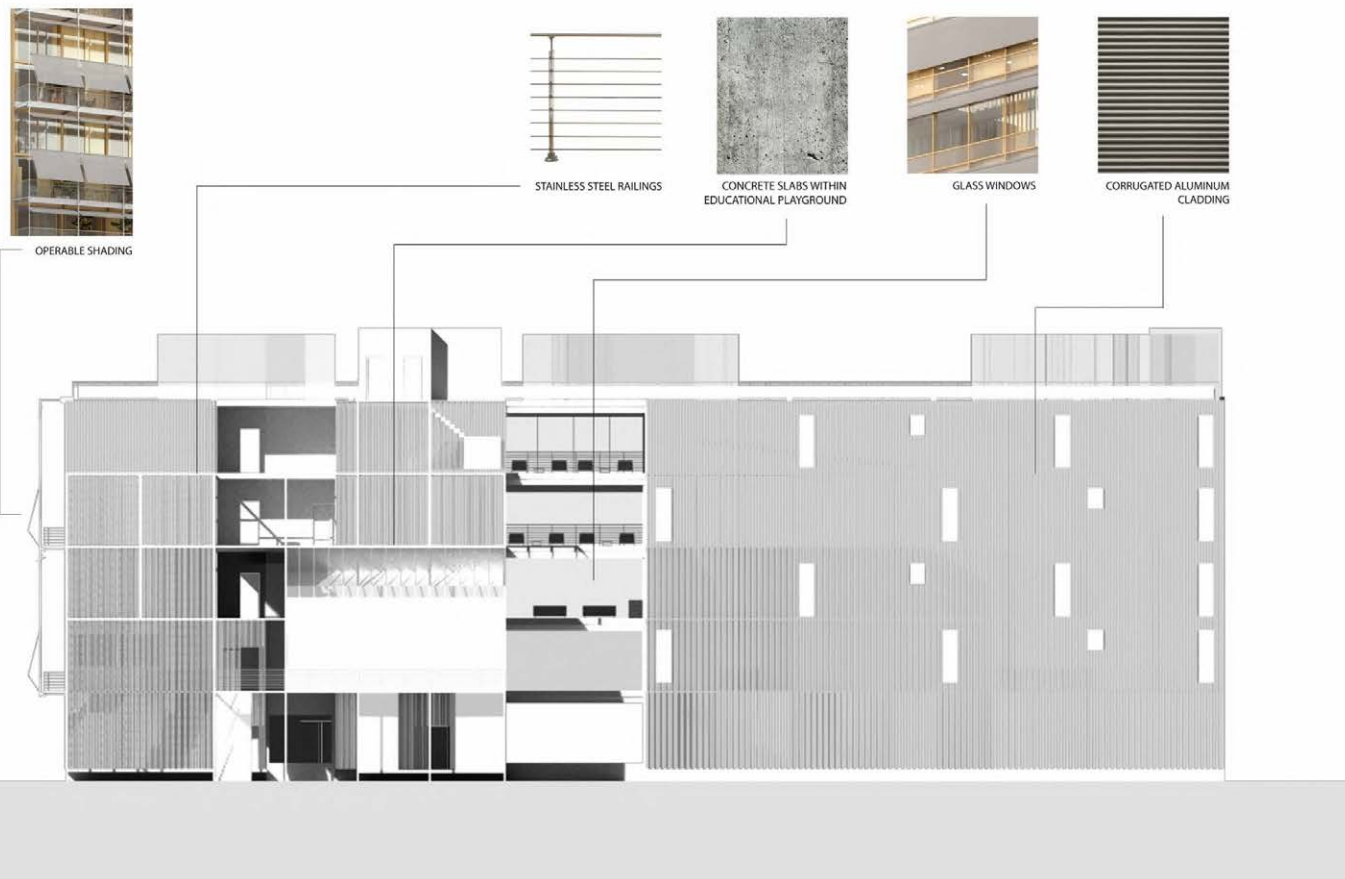 OPERABLE SHADING
STAINLESS STEEL RAILINGS
CONCRETE SLABS WITHIN
EDUCATIONAL PLAYGROUND
GLASS WINDOWS
CORRUGATED ALUMINUM
CLADDING